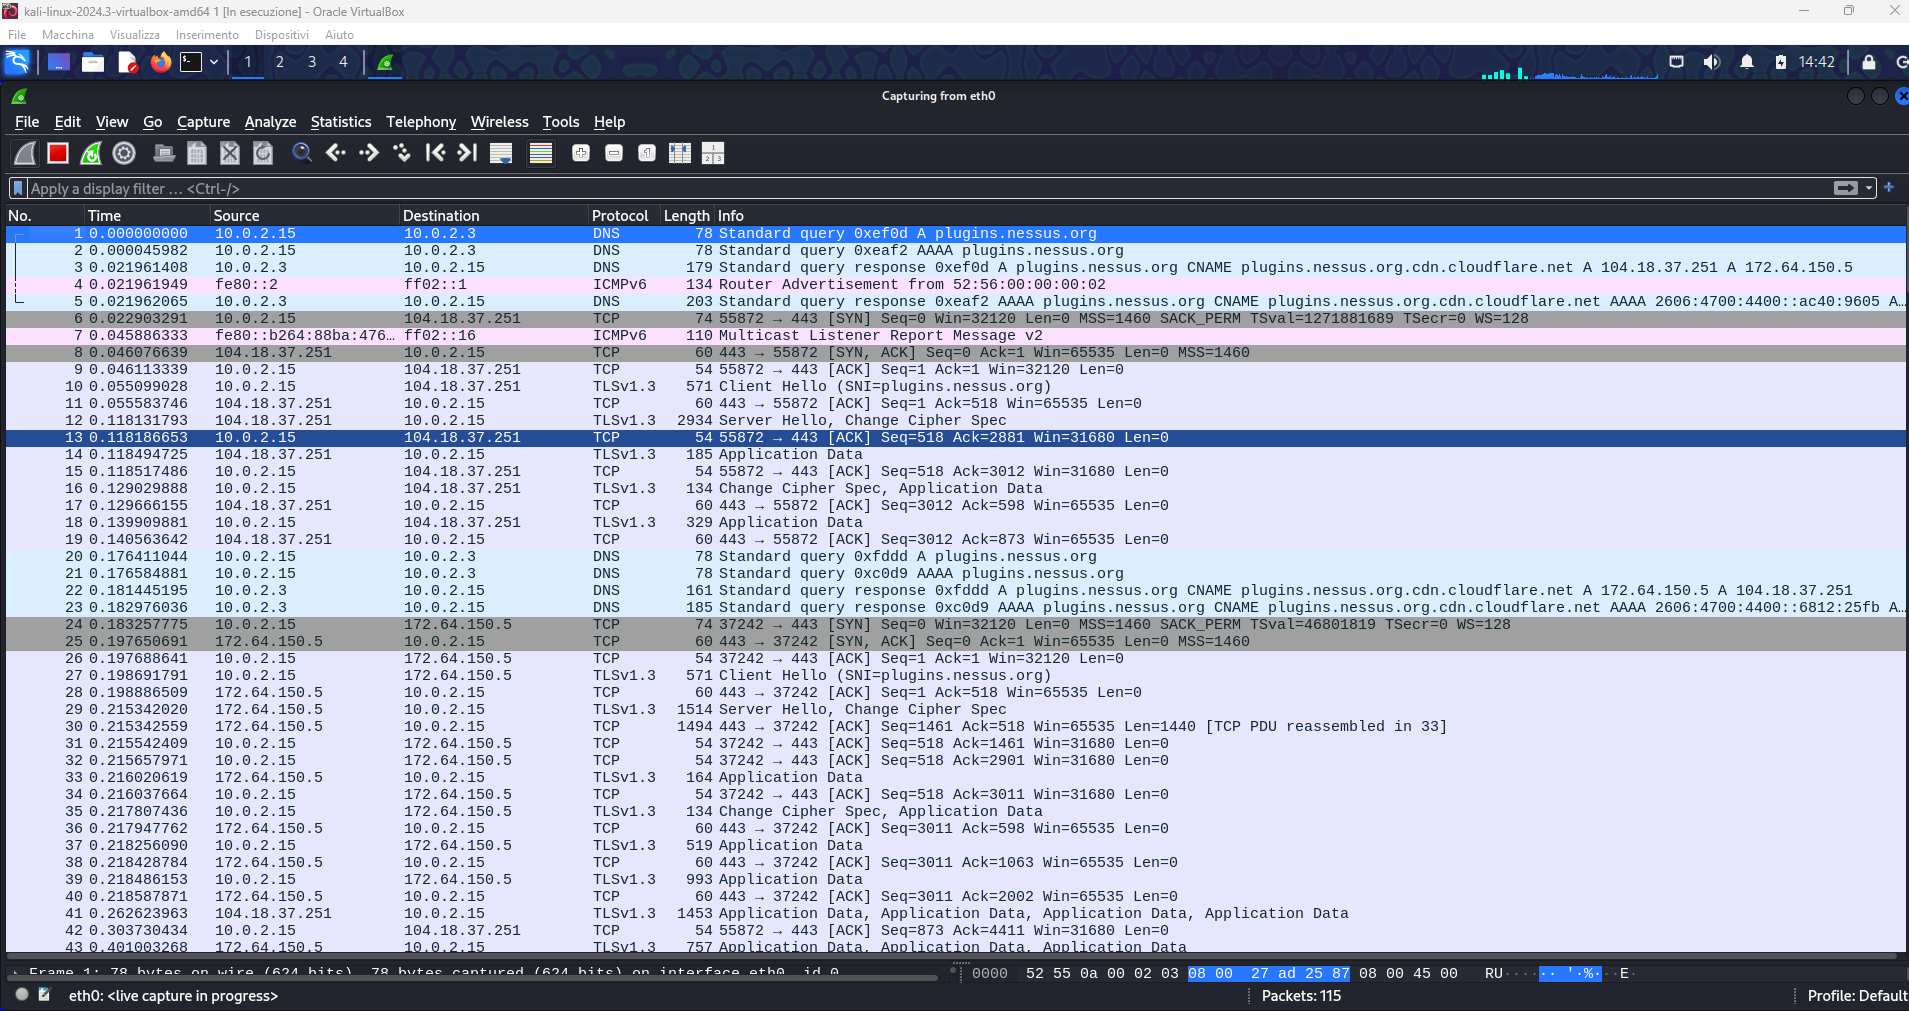 kali-linux-2024.3-virtualbox-amd64 1 [In esecuzione] - Oracle VirtualBox
File Macchina Visualizza Inserimento Dispositivi Aiuto
1 2 3 4 14:42
Capturing from eth0
File Edit View Go Capture Analyze Statistics Telephony Wireless Tools Help
Apply a display filter … <Ctrl-/>
No. Time Source Destination Protocol Length Info
1 0.000000000 10.0.2.15 10.0.2.3 DNS 78 Standard query 0xef0d A plugins.nessus.org
2 0.000045982 10.0.2.15 10.0.2.3 DNS 78 Standard query 0xeaf2 AAAA plugins.nessus.org
3 0.021961408 10.0.2.3 10.0.2.15 DNS 179 Standard query response 0xef0d A plugins.nessus.org CNAME plugins.nessus.org.cdn.cloudflare.net A 104.18.37.251 A 172.64.150.5
4 0.021961949 fe80::2 ff02::1 ICMPv6 134 Router Advertisement from 52:56:00:00:00:02
5 0.021962065 10.0.2.3 10.0.2.15 DNS 203 Standard query response 0xeaf2 AAAA plugins.nessus.org CNAME plugins.nessus.org.cdn.cloudflare.net AAAA 2606:4700:4400::ac40:9605 A…
6 0.022903291 10.0.2.15 104.18.37.251 TCP 74 55872 → 443 [SYN] Seq=0 Win=32120 Len=0 MSS=1460 SACK_PERM TSval=1271881689 TSecr=0 WS=128
7 0.045886333 fe80::b264:88ba:476… ff02::16 ICMPv6 110 Multicast Listener Report Message v2
8 0.046076639 104.18.37.251 10.0.2.15 TCP 60 443 → 55872 [SYN, ACK] Seq=0 Ack=1 Win=65535 Len=0 MSS=1460
9 0.046113339 10.0.2.15 104.18.37.251 TCP 54 55872 → 443 [ACK] Seq=1 Ack=1 Win=32120 Len=0
10 0.055099028 10.0.2.15 104.18.37.251 TLSv1.3 571 Client Hello (SNI=plugins.nessus.org)
11 0.055583746 104.18.37.251 10.0.2.15 TCP 60 443 → 55872 [ACK] Seq=1 Ack=518 Win=65535 Len=0
12 0.118131793 104.18.37.251 10.0.2.15 TLSv1.3 2934 Server Hello, Change Cipher Spec
13 0.118186653 10.0.2.15 104.18.37.251 TCP 54 55872 → 443 [ACK] Seq=518 Ack=2881 Win=31680 Len=0
14 0.118494725 104.18.37.251 10.0.2.15 TLSv1.3 185 Application Data
15 0.118517486 10.0.2.15 104.18.37.251 TCP 54 55872 → 443 [ACK] Seq=518 Ack=3012 Win=31680 Len=0
16 0.129029888 10.0.2.15 104.18.37.251 TLSv1.3 134 Change Cipher Spec, Application Data
17 0.129666155 104.18.37.251 10.0.2.15 TCP 60 443 → 55872 [ACK] Seq=3012 Ack=598 Win=65535 Len=0
18 0.139909881 10.0.2.15 104.18.37.251 TLSv1.3 329 Application Data
19 0.140563642 104.18.37.251 10.0.2.15 TCP 60 443 → 55872 [ACK] Seq=3012 Ack=873 Win=65535 Len=0
20 0.176411044 10.0.2.15 10.0.2.3 DNS 78 Standard query 0xfddd A plugins.nessus.org
21 0.176584881 10.0.2.15 10.0.2.3 DNS 78 Standard query 0xc0d9 AAAA plugins.nessus.org
22 0.181445195 10.0.2.3 10.0.2.15 DNS 161 Standard query response 0xfddd A plugins.nessus.org CNAME plugins.nessus.org.cdn.cloudflare.net A 172.64.150.5 A 104.18.37.251
23 0.182976036 10.0.2.3 10.0.2.15 DNS 185 Standard query response 0xc0d9 AAAA plugins.nessus.org CNAME plugins.nessus.org.cdn.cloudflare.net AAAA 2606:4700:4400::6812:25fb A…
24 0.183257775 10.0.2.15 172.64.150.5 TCP 74 37242 → 443 [SYN] Seq=0 Win=32120 Len=0 MSS=1460 SACK_PERM TSval=46801819 TSecr=0 WS=128
25 0.197650691 172.64.150.5 10.0.2.15 TCP 60 443 → 37242 [SYN, ACK] Seq=0 Ack=1 Win=65535 Len=0 MSS=1460
26 0.197688641 10.0.2.15 172.64.150.5 TCP 54 37242 → 443 [ACK] Seq=1 Ack=1 Win=32120 Len=0
27 0.198691791 10.0.2.15 172.64.150.5 TLSv1.3 571 Client Hello (SNI=plugins.nessus.org)
28 0.198886509 172.64.150.5 10.0.2.15 TCP 60 443 → 37242 [ACK] Seq=1 Ack=518 Win=65535 Len=0
29 0.215342020 172.64.150.5 10.0.2.15 TLSv1.3 1514 Server Hello, Change Cipher Spec
30 0.215342559 172.64.150.5 10.0.2.15 TCP 1494 443 → 37242 [ACK] Seq=1461 Ack=518 Win=65535 Len=1440 [TCP PDU reassembled in 33]
31 0.215542409 10.0.2.15 172.64.150.5 TCP 54 37242 → 443 [ACK] Seq=518 Ack=1461 Win=31680 Len=0
32 0.215657971 10.0.2.15 172.64.150.5 TCP 54 37242 → 443 [ACK] Seq=518 Ack=2901 Win=31680 Len=0
33 0.216020619 172.64.150.5 10.0.2.15 TLSv1.3 164 Application Data
34 0.216037664 10.0.2.15 172.64.150.5 TCP 54 37242 → 443 [ACK] Seq=518 Ack=3011 Win=31680 Len=0
35 0.217807436 10.0.2.15 172.64.150.5 TLSv1.3 134 Change Cipher Spec, Application Data
36 0.217947762 172.64.150.5 10.0.2.15 TCP 60 443 → 37242 [ACK] Seq=3011 Ack=598 Win=65535 Len=0
37 0.218256090 10.0.2.15 172.64.150.5 TLSv1.3 519 Application Data
38 0.218428784 172.64.150.5 10.0.2.15 TCP 60 443 → 37242 [ACK] Seq=3011 Ack=1063 Win=65535 Len=0
39 0.218486153 10.0.2.15 172.64.150.5 TLSv1.3 993 Application Data
40 0.218587871 172.64.150.5 10.0.2.15 TCP 60 443 → 37242 [ACK] Seq=3011 Ack=2002 Win=65535 Len=0
41 0.262623963 104.18.37.251 10.0.2.15 TLSv1.3 1453 Application Data, Application Data, Application Data, Application Data
42 0.303730434 10.0.2.15 104.18.37.251 TCP 54 55872 → 443 [ACK] Seq=873 Ack=4411 Win=31680 Len=0
43 0.401003268 172.64.150.5 10.0.2.15 TLSv1.3 757 Application Data, Application Data, Application Data
Frame 1: 78 bytes on wire (624 bits), 78 bytes captured (624 bits) on interface eth0, id 0
0000 52 55 0a 00 02 03 08 00 27 ad 25 87 08 00 45 00 RU······ '·%···E·
eth0: <live capture in progress> Packets: 115 Profile: Default